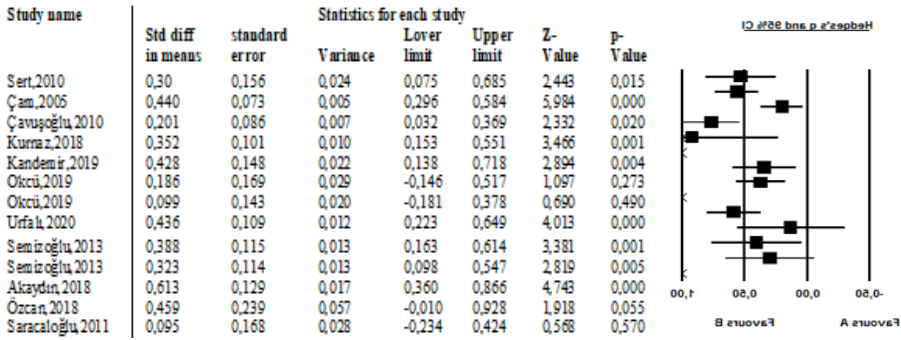 Study name Statistics for each study Hedges's g and 95% CI
Std diff in means standard error Variance Lover limit Upper limit Z-Value p-Value
Sert,2010 0,30 0,156 0,024 0,075 0,685 2,443 0,015
Çam,2005 0,440 0,073 0,005 0,296 0,584 5,984 0,000
Çavuşoğlu,2010 0,201 0,086 0,007 0,032 0,369 2,332 0,020
Kurnaz,2018 0,352 0,101 0,010 0,153 0,551 3,466 0,001
Kandemir,2019 0,428 0,148 0,022 0,138 0,718 2,894 0,004
Okcü,2019 0,186 0,169 0,029 -0,146 0,517 1,097 0,273
Okcü,2019 0,099 0,143 0,020 -0,181 0,378 0,690 0,490
Urfalı,2020 0,436 0,109 0,012 0,223 0,649 4,013 0,000
Semizoğlu,2013 0,388 0,115 0,013 0,163 0,614 3,381 0,001
Semizoğlu,2013 0,323 0,114 0,013 0,098 0,547 2,819 0,005
Akaydın,2018 0,613 0,129 0,017 0,360 0,866 4,743 0,000
Özcan,2018 0,459 0,239 0,057 -0,010 0,928 1,918 0,055
Saracaloğlu,2011 0,095 0,168 0,028 -0,234 0,424 0,568 0,570
1,00 0,50 0,00 -0,50
Favours B Favours A